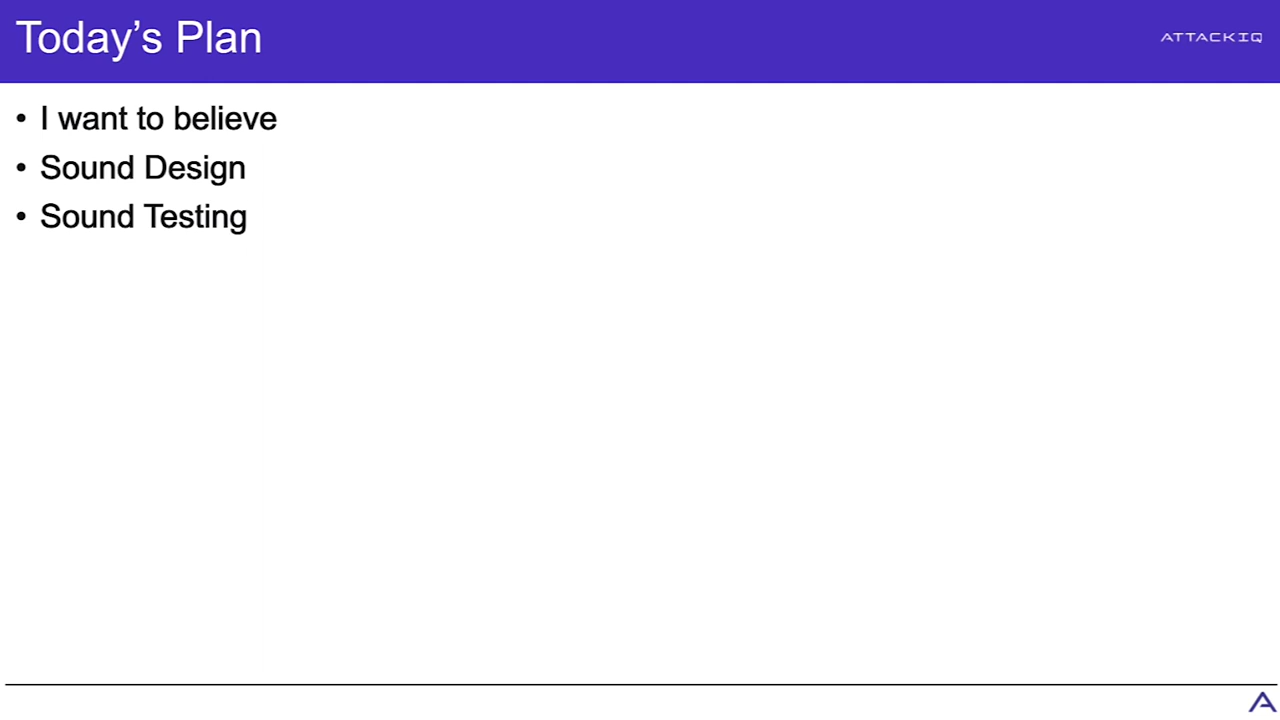 Today’s Plan
ATTACKIQ
• I want to believe
• Sound Design
• Sound Testing